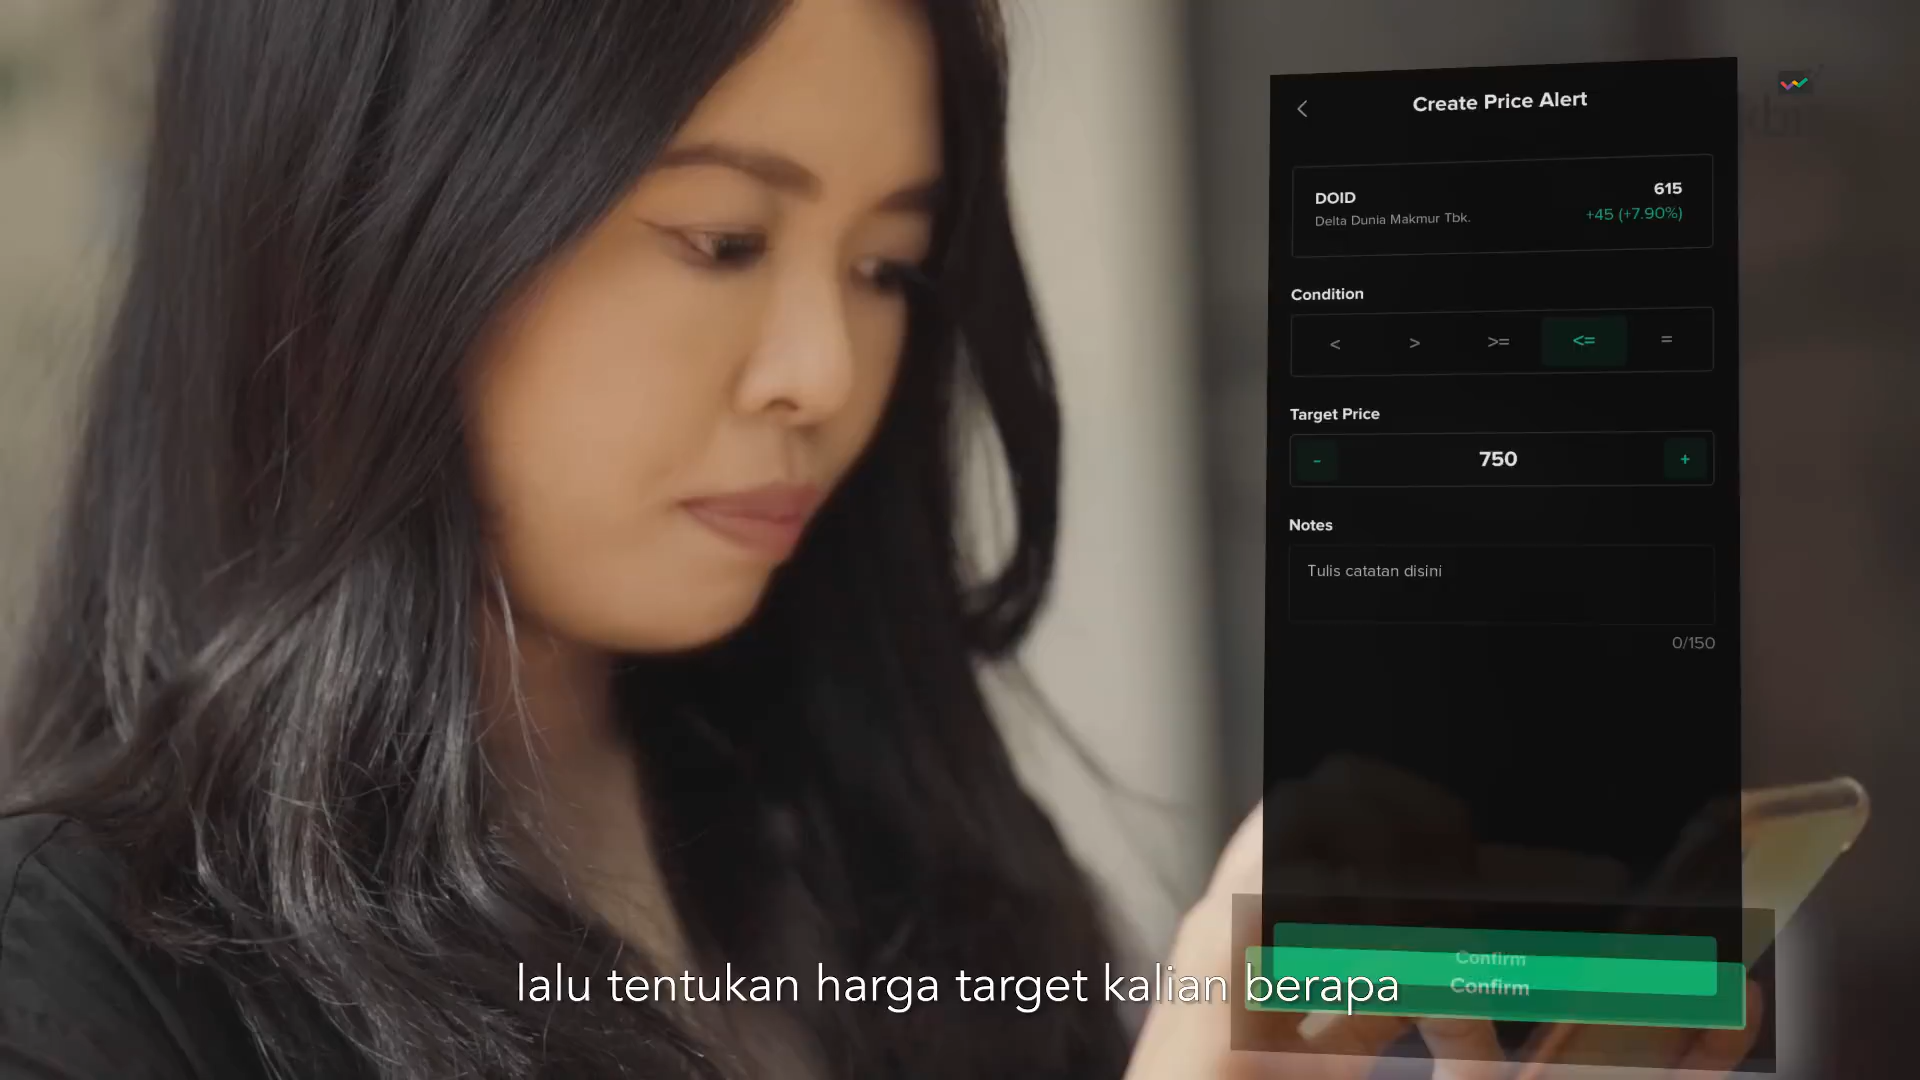 Create Price Alert
DOID
615
Delta Dunia Makmur Tbk.
+45 (+7.90%)
Condition
< > >= <= =
Target Price
- 750 +
Notes
Tulis catatan disini
0/150
Confirm
Confirm
lalu tentukan harga target kalian berapa